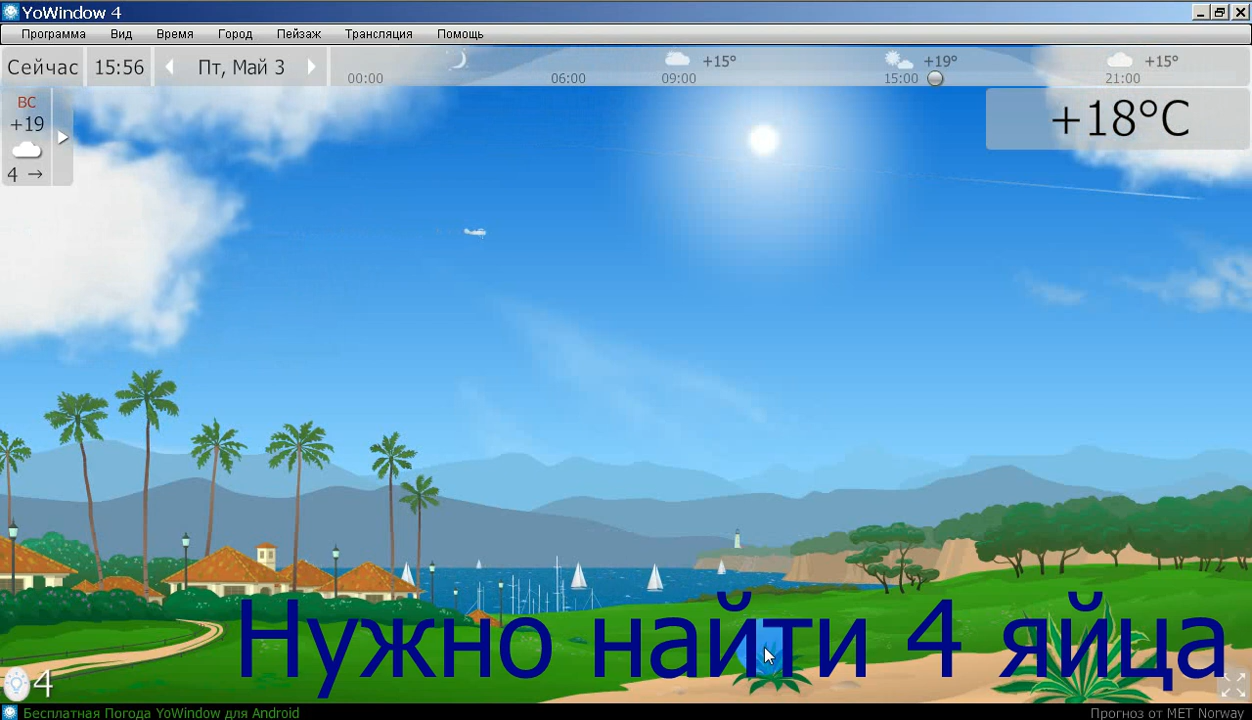 YoWindow 4
Программа Вид Время Город Пейзаж Трансляция Помощь
Сейчас 15:56 Пт, Май 3
+15° +19° +15°
00:00 06:00 09:00 15:00 21:00
ВС
+19
4 →
+18°C
Нужно найти 4 яйца
4
Бесплатная Погода YoWindow для Android Прогноз от MET Norway